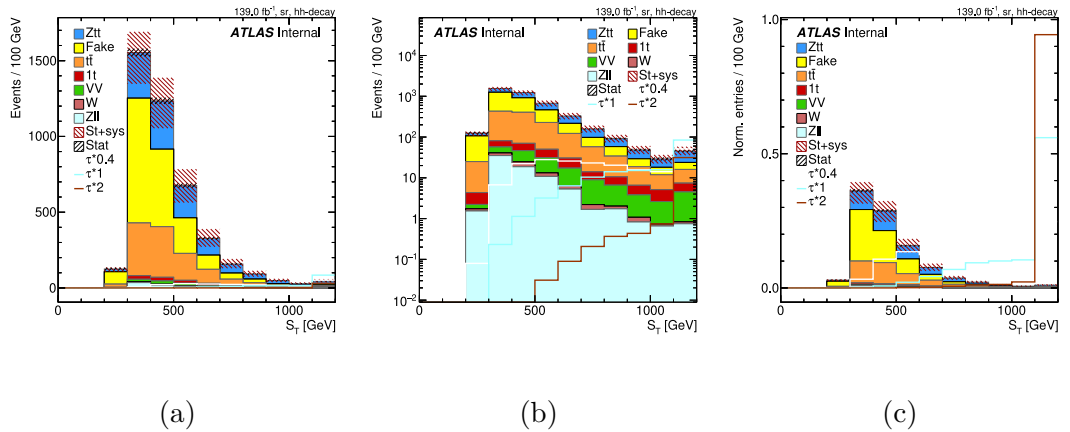 139.0 fb⁻¹, sr, hh-decay
ATLAS Internal
Events / 100 GeV
1500
1000
500
0
Ztt
Fake
tt̄
1t
VV
W
Zll
St+sys
Stat
τ*0.4
τ*1
τ*2
0
500
1000
S_T [GeV]
(a)
139.0 fb⁻¹, sr, hh-decay
ATLAS Internal
Events / 100 GeV
10⁴
10³
10²
10
1
10⁻¹
10⁻²
Ztt Fake
tt̄ 1t
VV W
Zll St+sys
Stat τ*0.4
τ*1 τ*2
0
500
1000
S_T [GeV]
(b)
139.0 fb⁻¹, sr, hh-decay
ATLAS Internal
Norm. entries / 100 GeV
1.0
0.5
0.0
Ztt
Fake
tt̄
1t
VV
W
Zll
St+sys
Stat
τ*0.4
τ*1
τ*2
0
500
1000
S_T [GeV]
(c)